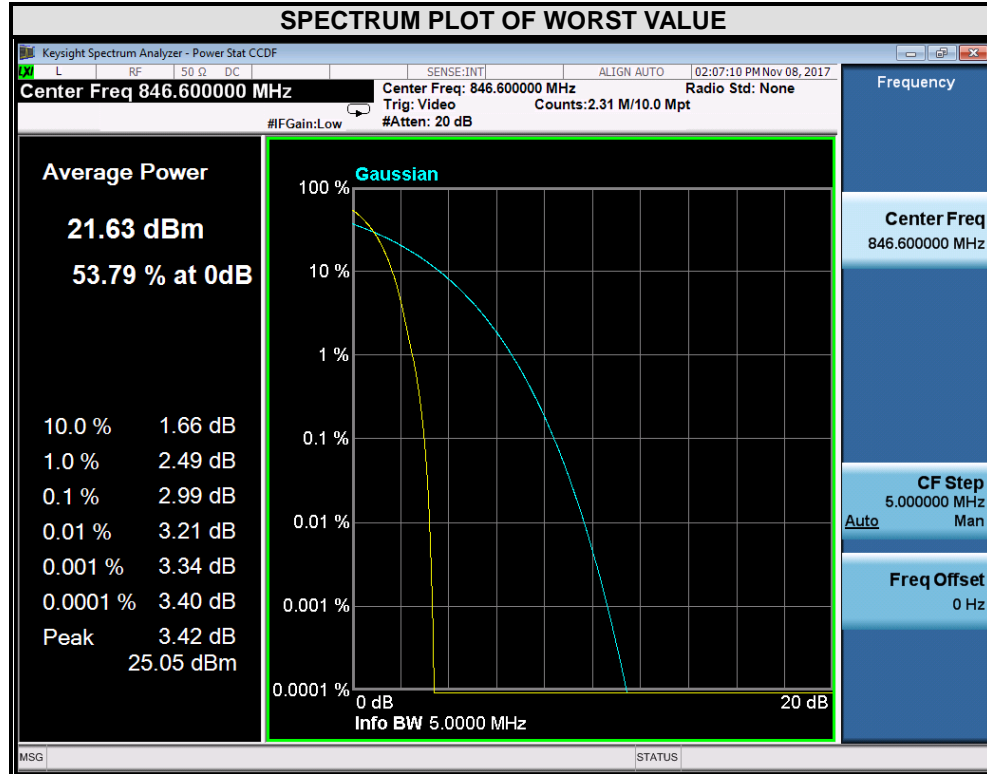 SPECTRUM PLOT OF WORST VALUE
Keysight Spectrum Analyzer - Power Stat CCDF
LXI L RF 50 Ω DC SENSE:INT ALIGN AUTO 02:07:10 PM Nov 08, 2017
Center Freq 846.600000 MHz
Center Freq: 846.600000 MHz Radio Std: None
Trig: Video Counts:2.31 M/10.0 Mpt
#IFGain:Low #Atten: 20 dB
Average Power
21.63 dBm
53.79 % at 0dB
10.0 % 1.66 dB
1.0 % 2.49 dB
0.1 % 2.99 dB
0.01 % 3.21 dB
0.001 % 3.34 dB
0.0001 % 3.40 dB
Peak 3.42 dB
25.05 dBm
Gaussian
100 %
10 %
1 %
0.1 %
0.01 %
0.001 %
0.0001 %
0 dB 20 dB
Info BW 5.0000 MHz
Frequency
Center Freq
846.600000 MHz
CF Step
5.000000 MHz
Auto Man
Freq Offset
0 Hz
MSG STATUS